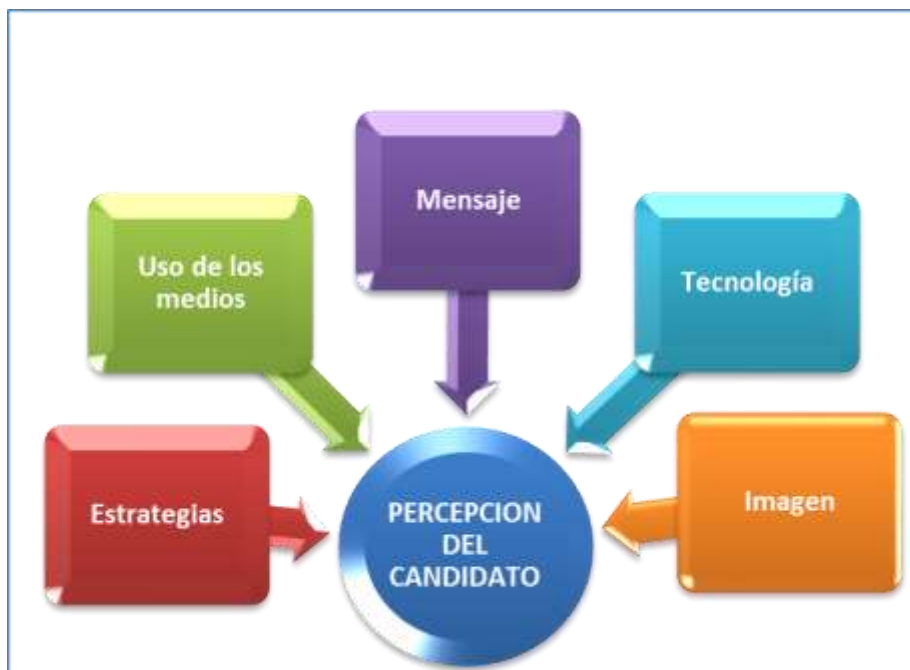 Mensaje
Uso de los
medios
Tecnología
Estrategias
PERCEPCION
DEL
CANDIDATO
Imagen